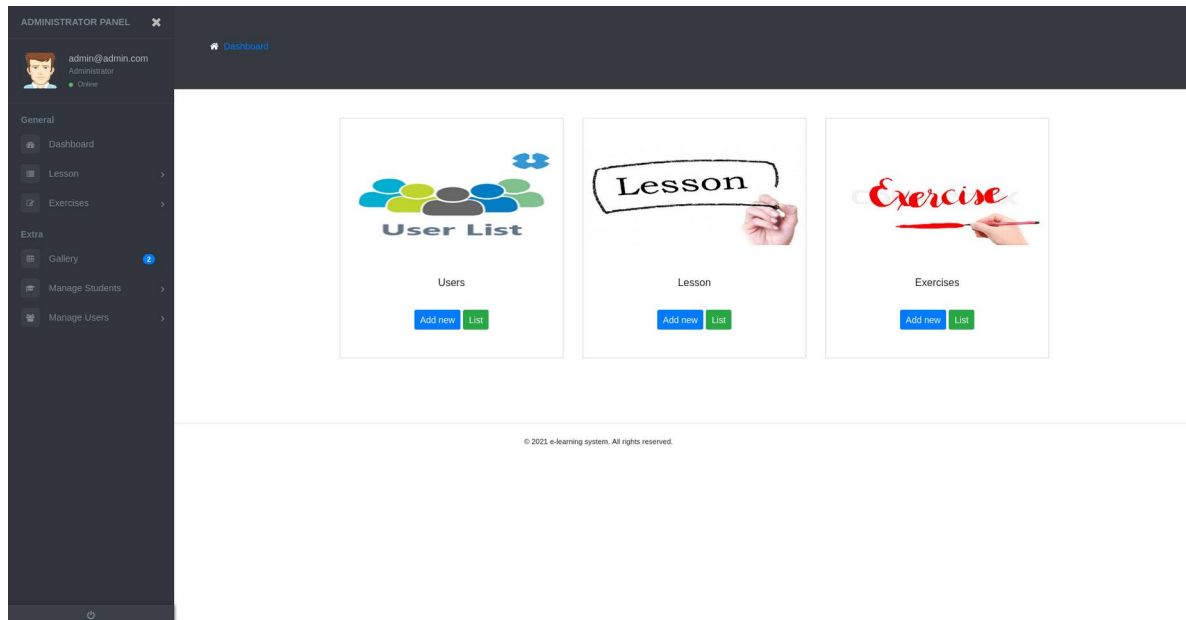 ADMINISTRATOR PANEL
admin@admin.com
Administrator
Online
General
Dashboard
Lesson
Exercises
Extra
Gallery 2
Manage Students
Manage Users
Dashboard
User List
Users
Add new List
Lesson
Lesson
Add new List
Exercise
Exercises
Add new List
© 2021 e-learning system. All rights reserved.